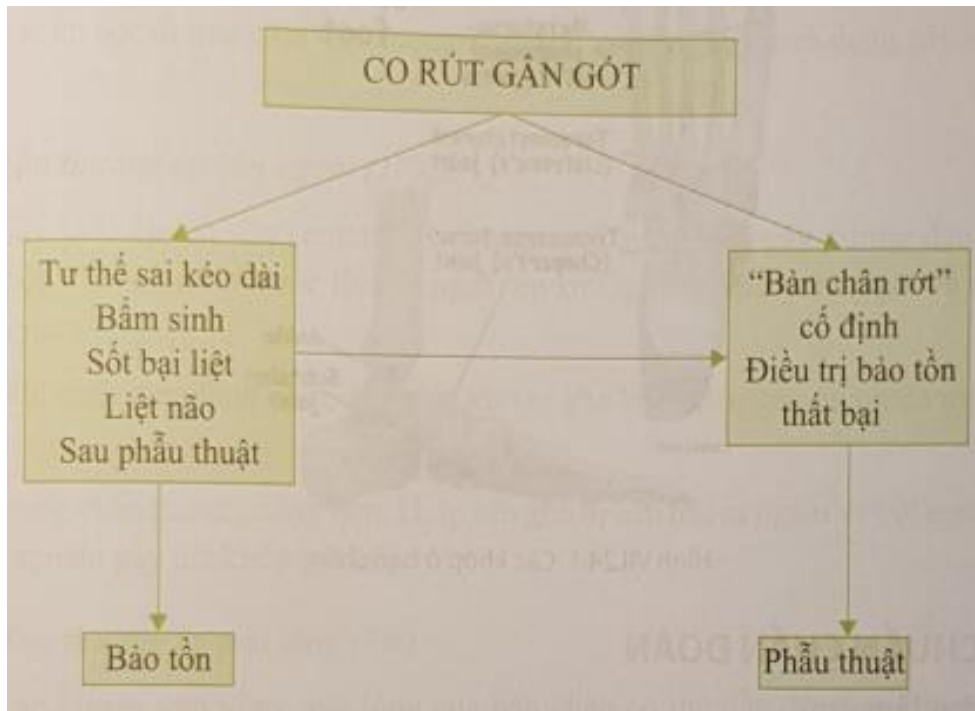 CO RÚT GÂN GÓT
Tư thế sai kéo dài
Bẩm sinh
Sốt bại liệt
Liệt não
Sau phẫu thuật
“Bàn chân rớt”
cố định
Điều trị bảo tồn
thất bại
Bảo tồn
Phẫu thuật